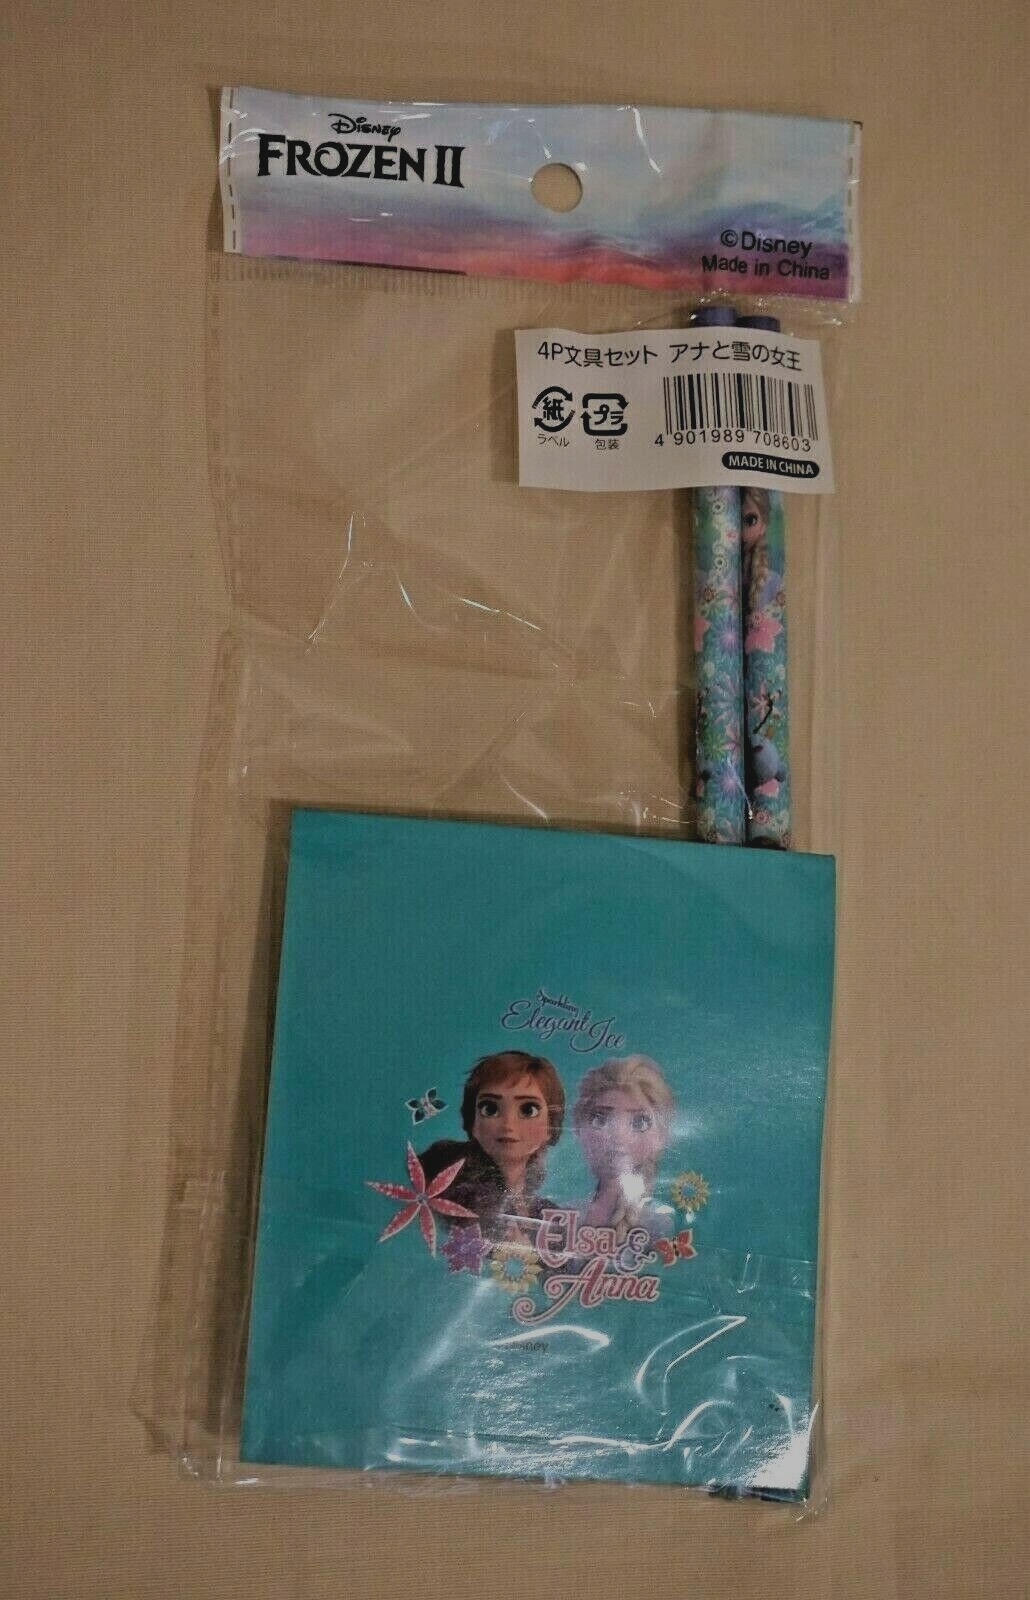 Disney
FROZEN II
©Disney
Made in China
4P文具セット アナと雪の女王
紙
ラベル
プラ
包装
4 901989 708603
MADE IN CHINA
Sparkling
Elegant Ice
Elsa &
Anna